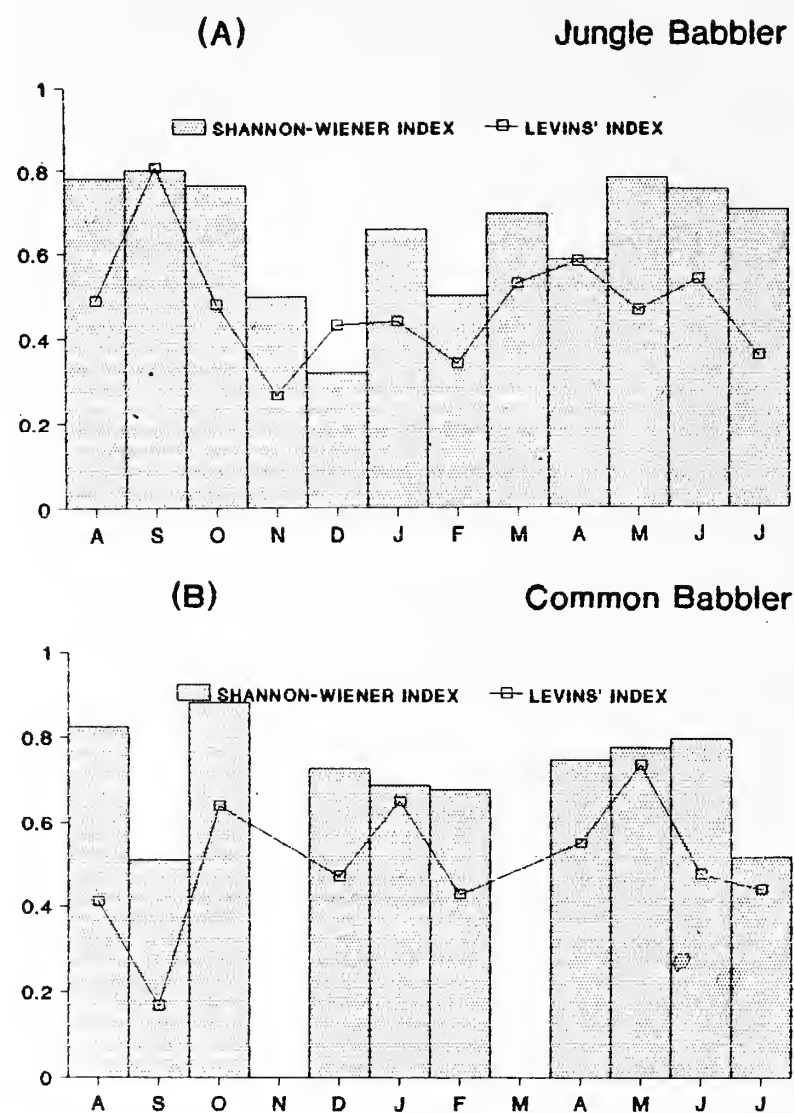 (A) Jungle Babbler
1
SHANNON-WIENER INDEX LEVINS' INDEX
0.8
0.6
0.4
0.2
0
A S O N D J F M A M J J
(B) Common Babbler
1
SHANNON-WIENER INDEX LEVINS' INDEX
0.8
0.6
0.4
0.2
0
A S O N D J F M A M J J